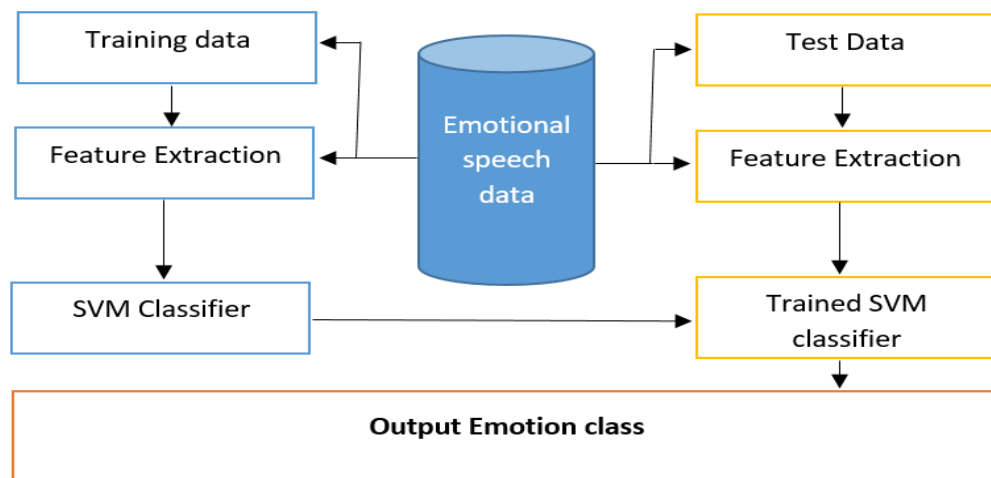 Training data
Feature Extraction
SVM Classifier
Emotional
speech
data
Test Data
Feature Extraction
Trained SVM
classifier
Output Emotion class